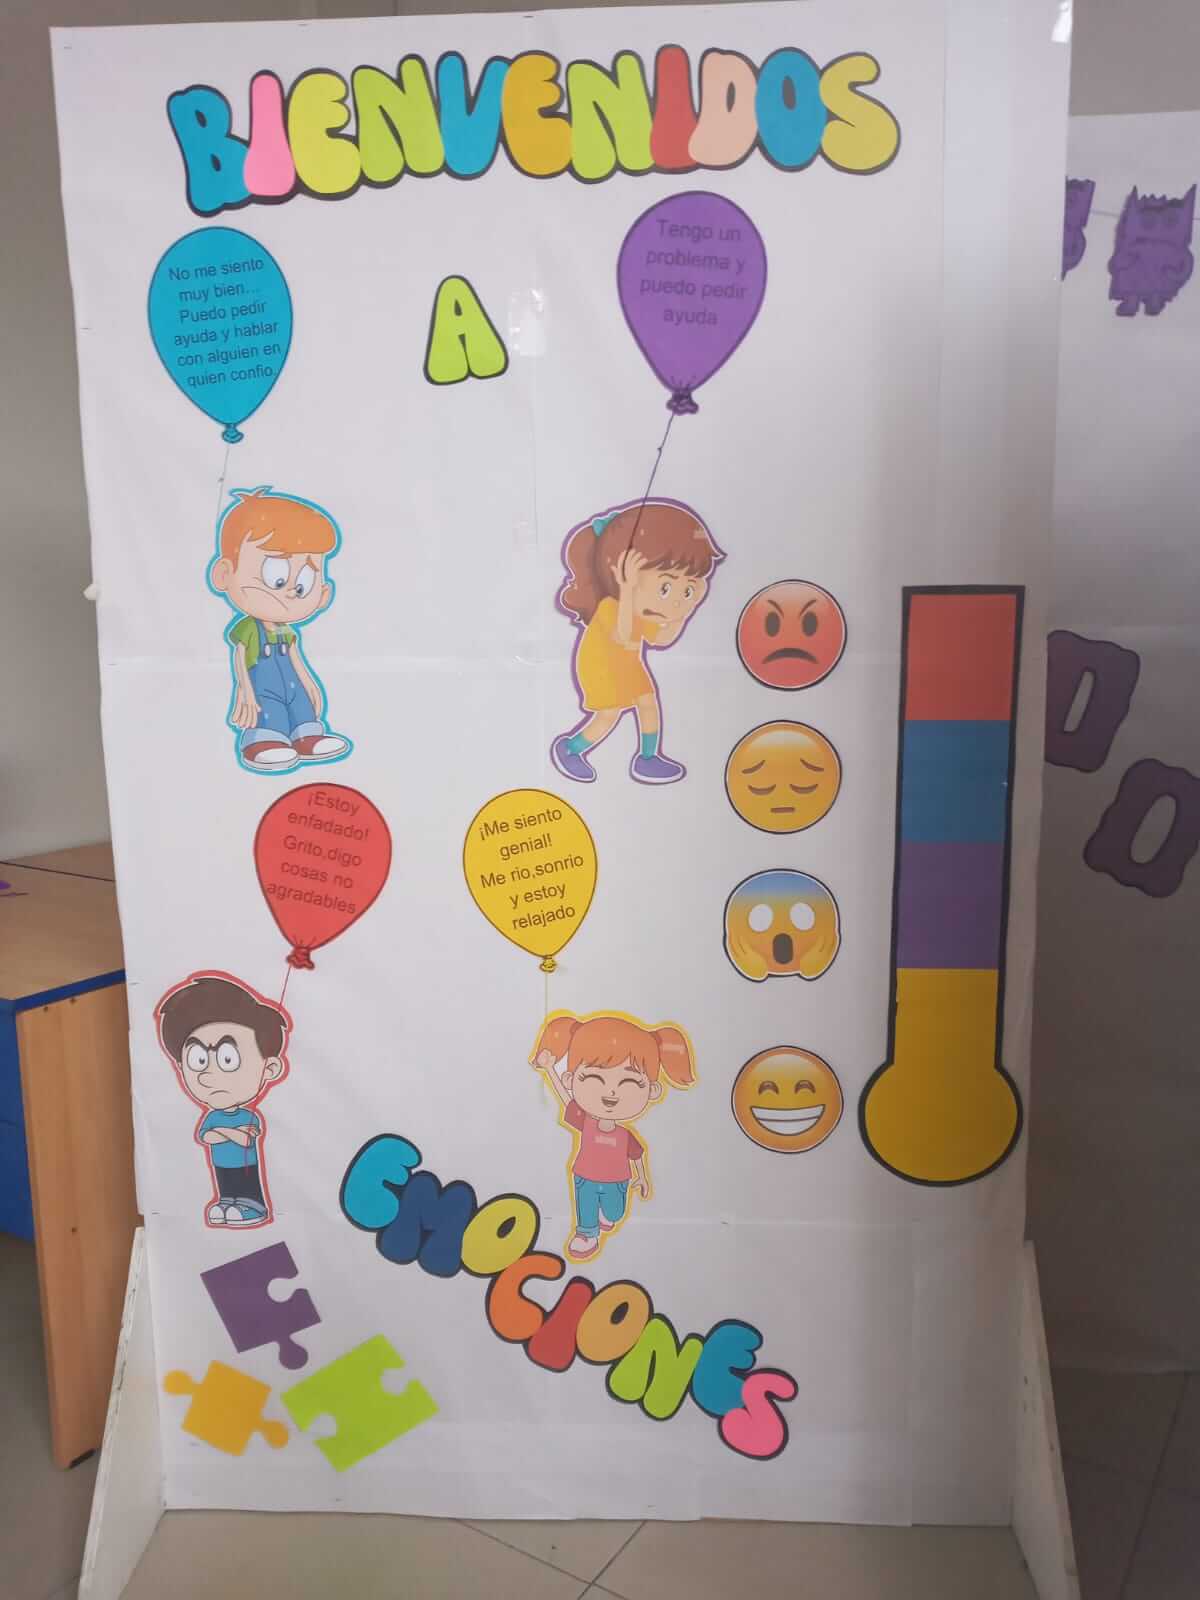 BIENVENIDOS
A
No me siento
muy bien...
Puedo pedir
ayuda y hablar
con alguien en
quien confio.
Tengo un
problema y
puedo pedir
ayuda
¡Estoy
enfadado!
Grito,digo
cosas no
agradables
¡Me siento
genial!
Me rio,sonrio
y estoy
relajado
EMOCIONES